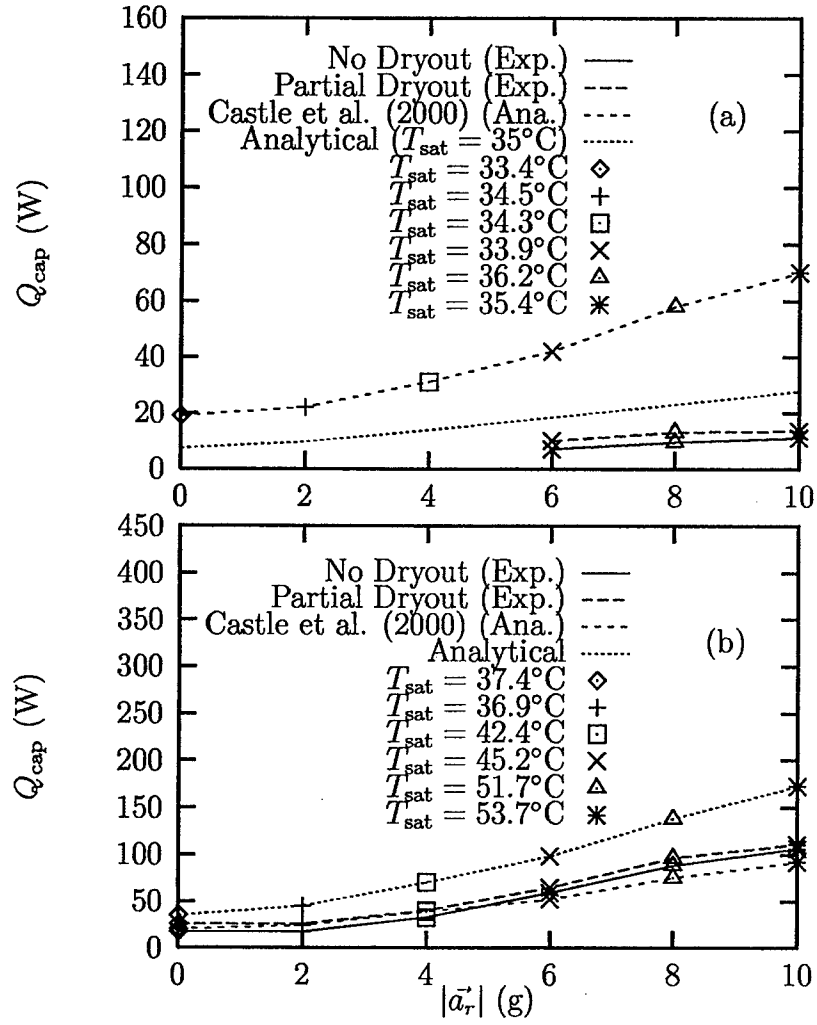 160
140
120
100
80
60
40
20
0
Q_cap (W)
No Dryout (Exp.)
Partial Dryout (Exp.)
Castle et al. (2000) (Ana.)
Analytical (T_sat = 35°C)
T_sat = 33.4°C
T_sat = 34.5°C
T_sat = 34.3°C
T_sat = 33.9°C
T_sat = 36.2°C
T_sat = 35.4°C
(a)
0 2 4 6 8 10
450
400
350
300
250
200
150
100
50
0
Q_cap (W)
No Dryout (Exp.)
Partial Dryout (Exp.)
Castle et al. (2000) (Ana.)
Analytical
T_sat = 37.4°C
T_sat = 36.9°C
T_sat = 42.4°C
T_sat = 45.2°C
T_sat = 51.7°C
T_sat = 53.7°C
(b)
0 2 4 6 8 10
|a⃗_r| (g)